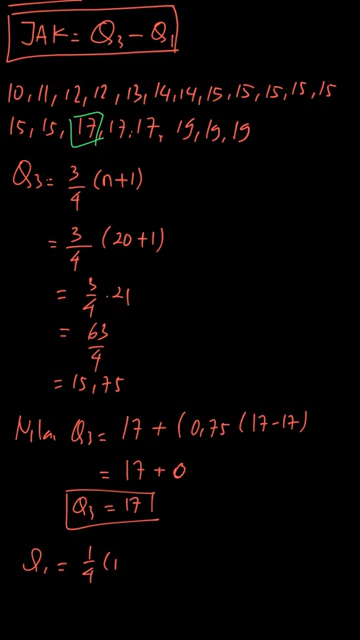 JAK = Q3 - Q1
10, 11, 12, 12, 13, 14, 14, 15, 15, 15, 15, 15
15, 15, 17, 17, 17, 19, 19, 19
Q3 = 3/4 (n+1)
= 3/4 (20+1)
= 3/4 . 21
= 63/4
= 15,75
Nilai Q3 = 17 + (0,75 (17-17)
= 17 + 0
Q3 = 17
Q1 = 1/4 (